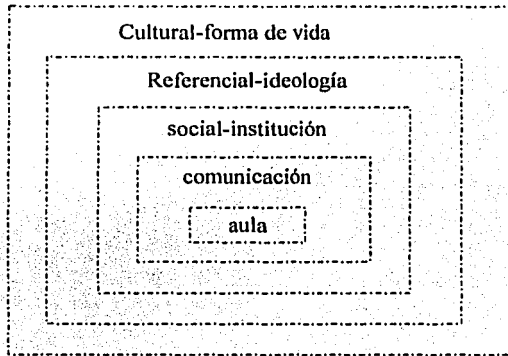 Cultural-forma de vida
Referencial-ideología
social-institución
comunicación
aula